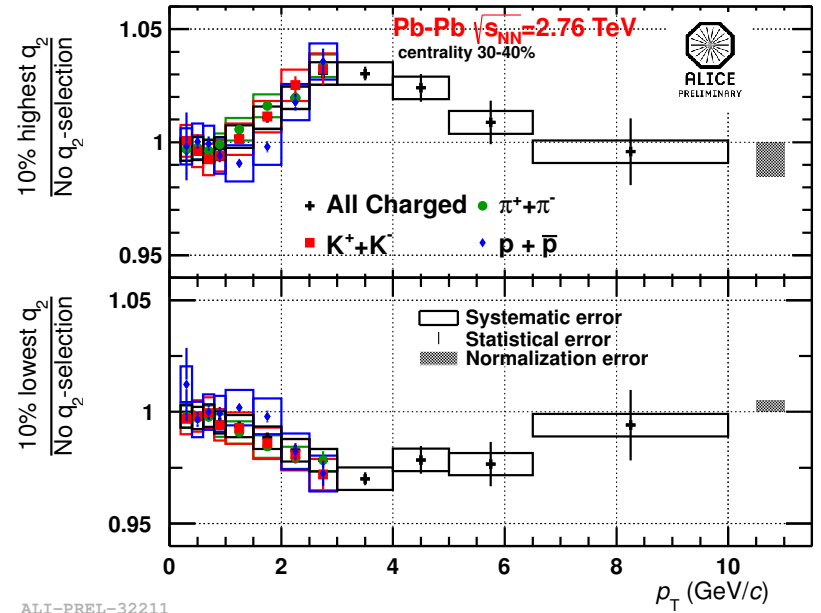 1.05
1
0.95
10% highest q2
No q2-selection
Pb-Pb √sNN=2.76 TeV
centrality 30-40%
ALICE
PRELIMINARY
All Charged
π+ + π-
K+ + K-
p + p̅
1.05
1
0.95
10% lowest q2
No q2-selection
Systematic error
Statistical error
Normalization error
0 2 4 6 8 10
pT (GeV/c)
ALI-PREL-32211